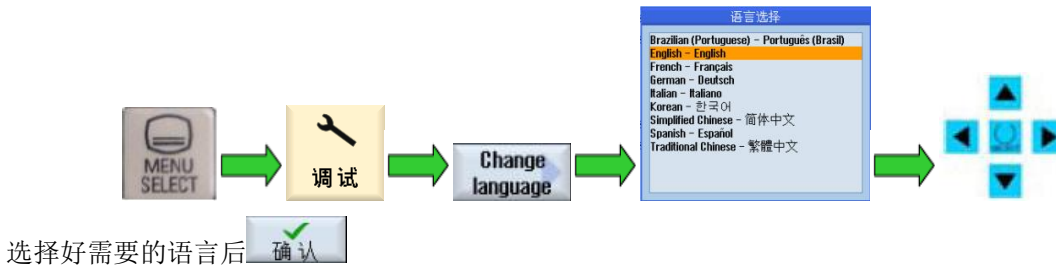 MENU
SELECT
调试
Change
language
语言选择
Brazilian (Portuguese) - Português (Brasil)
English - English
French - Français
German - Deutsch
Italian - Italiano
Korean - 한국어
Simplified Chinese - 简体中文
Spanish - Español
Traditional Chinese - 繁體中文
选择好需要的语言后 确认